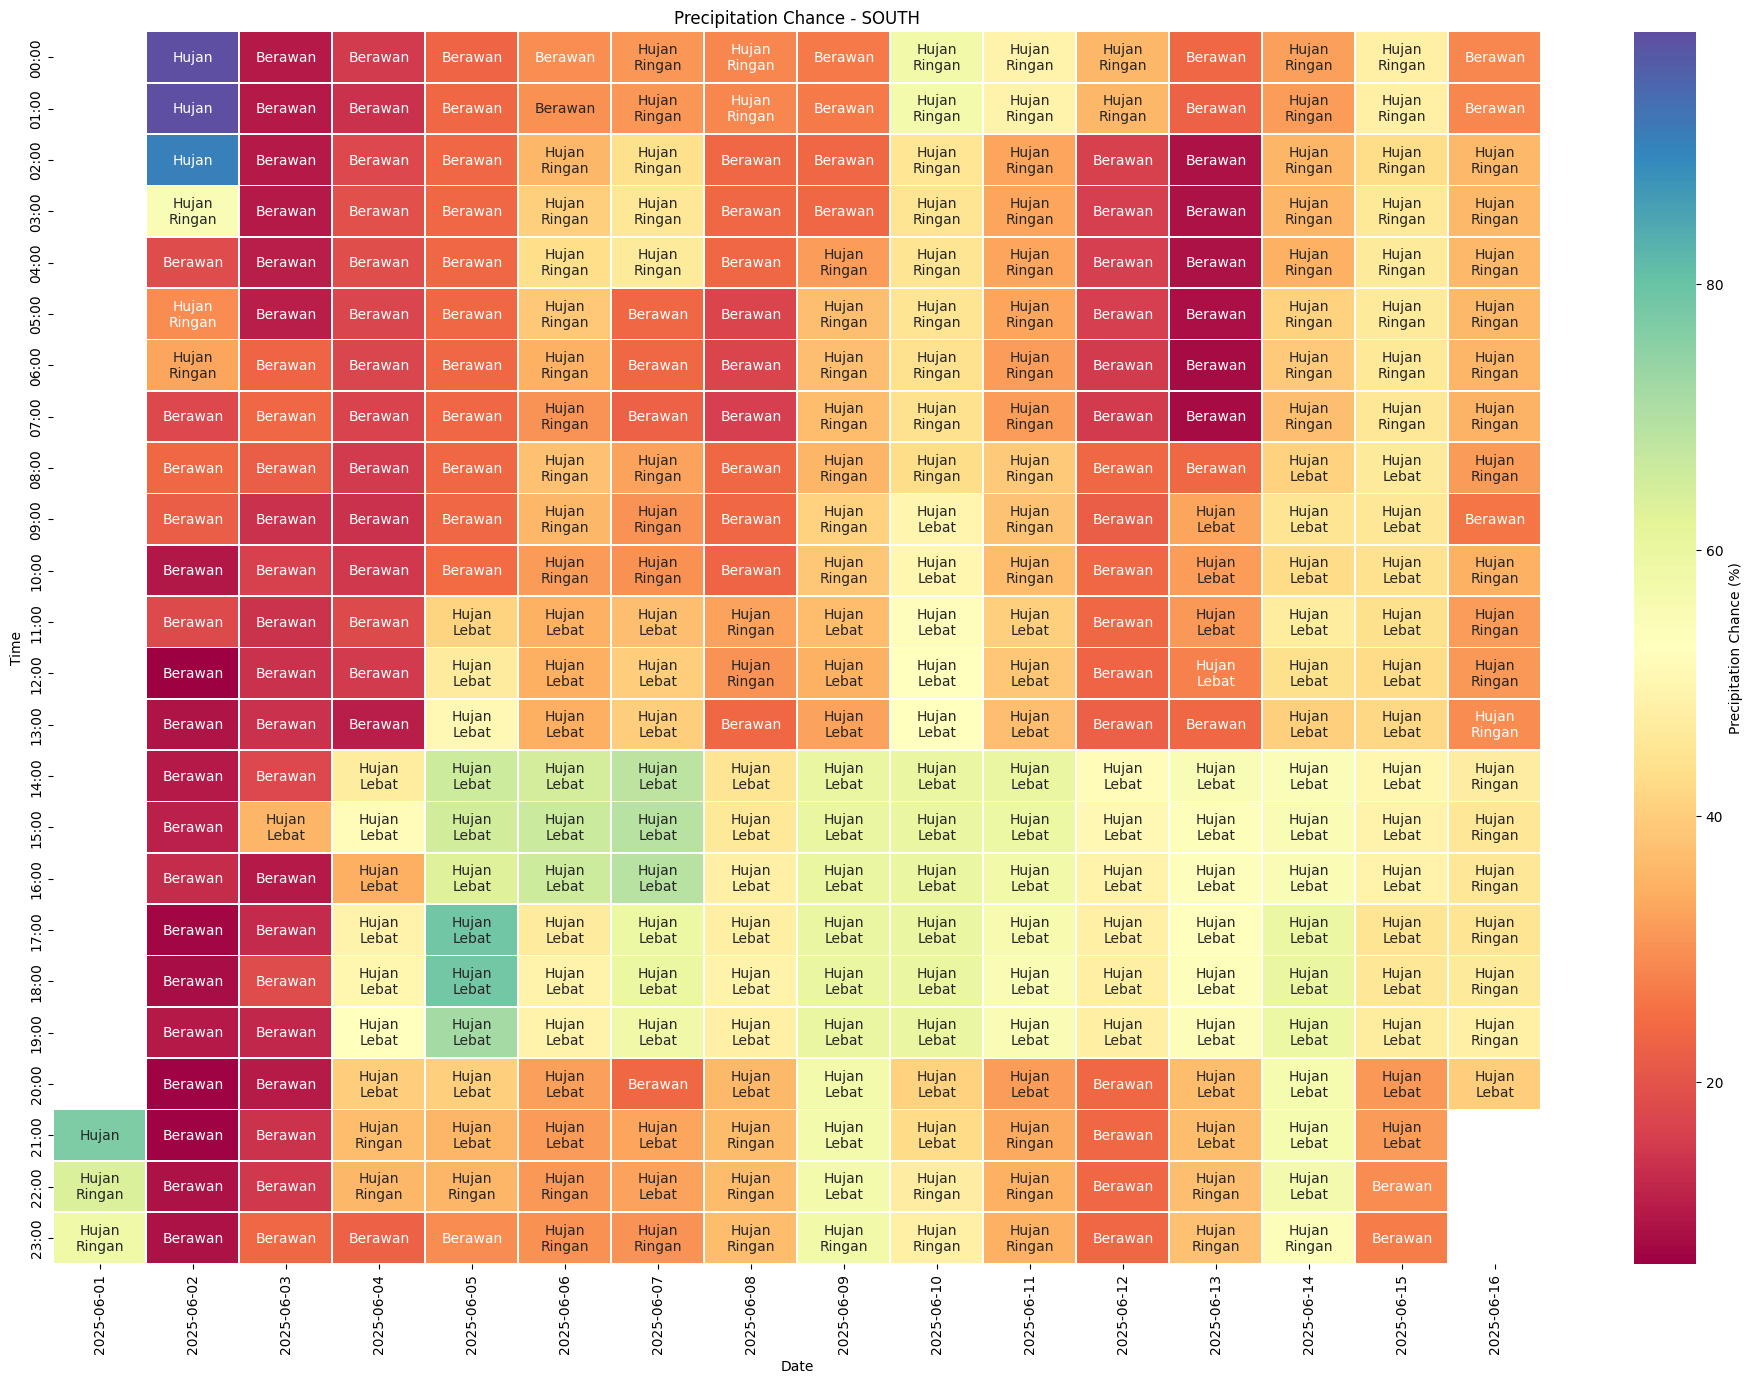 Precipitation Chance - SOUTH
00:00 Hujan Berawan Berawan Berawan Berawan Hujan Ringan Hujan Ringan Berawan Hujan Ringan Hujan Ringan Hujan Ringan Berawan Hujan Ringan Hujan Ringan Berawan
01:00 Hujan Berawan Berawan Berawan Berawan Hujan Ringan Hujan Ringan Berawan Hujan Ringan Hujan Ringan Hujan Ringan Berawan Hujan Ringan Hujan Ringan Berawan
02:00 Hujan Berawan Berawan Berawan Hujan Ringan Hujan Ringan Berawan Berawan Hujan Ringan Hujan Ringan Berawan Berawan Hujan Ringan Hujan Ringan Hujan Ringan
03:00 Hujan Ringan Berawan Berawan Berawan Hujan Ringan Hujan Ringan Berawan Berawan Hujan Ringan Hujan Ringan Berawan Berawan Hujan Ringan Hujan Ringan Hujan Ringan
04:00 Berawan Berawan Berawan Berawan Hujan Ringan Hujan Ringan Berawan Hujan Ringan Hujan Ringan Hujan Ringan Berawan Berawan Hujan Ringan Hujan Ringan Hujan Ringan
05:00 Hujan Ringan Berawan Berawan Berawan Hujan Ringan Berawan Berawan Hujan Ringan Hujan Ringan Hujan Ringan Berawan Berawan Hujan Ringan Hujan Ringan Hujan Ringan
06:00 Hujan Ringan Berawan Berawan Berawan Hujan Ringan Berawan Berawan Hujan Ringan Hujan Ringan Hujan Ringan Berawan Berawan Hujan Ringan Hujan Ringan Hujan Ringan
07:00 Berawan Berawan Berawan Berawan Hujan Ringan Berawan Berawan Hujan Ringan Hujan Ringan Hujan Ringan Berawan Berawan Hujan Ringan Hujan Ringan Hujan Ringan
08:00 Berawan Berawan Berawan Berawan Hujan Ringan Hujan Ringan Berawan Hujan Ringan Hujan Ringan Hujan Ringan Berawan Berawan Hujan Lebat Hujan Lebat Hujan Ringan
09:00 Berawan Berawan Berawan Berawan Hujan Ringan Hujan Ringan Berawan Hujan Ringan Hujan Lebat Hujan Ringan Berawan Hujan Lebat Hujan Lebat Hujan Lebat Berawan
10:00 Berawan Berawan Berawan Berawan Hujan Ringan Hujan Ringan Berawan Hujan Ringan Hujan Lebat Hujan Ringan Berawan Hujan Lebat Hujan Lebat Hujan Lebat Hujan Ringan
11:00 Berawan Berawan Berawan Hujan Lebat Hujan Lebat Hujan Lebat Hujan Ringan Hujan Lebat Hujan Lebat Hujan Lebat Berawan Hujan Lebat Hujan Lebat Hujan Lebat Hujan Ringan
12:00 Berawan Berawan Berawan Hujan Lebat Hujan Lebat Hujan Lebat Hujan Ringan Hujan Lebat Hujan Lebat Hujan Lebat Berawan Hujan Lebat Hujan Lebat Hujan Lebat Hujan Ringan
13:00 Berawan Berawan Berawan Hujan Lebat Hujan Lebat Hujan Lebat Berawan Hujan Lebat Hujan Lebat Hujan Lebat Berawan Berawan Hujan Lebat Hujan Lebat Hujan Ringan
14:00 Berawan Berawan Hujan Lebat Hujan Lebat Hujan Lebat Hujan Lebat Hujan Lebat Hujan Lebat Hujan Lebat Hujan Lebat Hujan Lebat Hujan Lebat Hujan Lebat Hujan Lebat Hujan Ringan
15:00 Berawan Hujan Lebat Hujan Lebat Hujan Lebat Hujan Lebat Hujan Lebat Hujan Lebat Hujan Lebat Hujan Lebat Hujan Lebat Hujan Lebat Hujan Lebat Hujan Lebat Hujan Lebat Hujan Ringan
16:00 Berawan Berawan Hujan Lebat Hujan Lebat Hujan Lebat Hujan Lebat Hujan Lebat Hujan Lebat Hujan Lebat Hujan Lebat Hujan Lebat Hujan Lebat Hujan Lebat Hujan Lebat Hujan Ringan
17:00 Berawan Berawan Hujan Lebat Hujan Lebat Hujan Lebat Hujan Lebat Hujan Lebat Hujan Lebat Hujan Lebat Hujan Lebat Hujan Lebat Hujan Lebat Hujan Lebat Hujan Lebat Hujan Ringan
18:00 Berawan Berawan Hujan Lebat Hujan Lebat Hujan Lebat Hujan Lebat Hujan Lebat Hujan Lebat Hujan Lebat Hujan Lebat Hujan Lebat Hujan Lebat Hujan Lebat Hujan Lebat Hujan Ringan
19:00 Berawan Berawan Hujan Lebat Hujan Lebat Hujan Lebat Hujan Lebat Hujan Lebat Hujan Lebat Hujan Lebat Hujan Lebat Hujan Lebat Hujan Lebat Hujan Lebat Hujan Lebat Hujan Ringan
20:00 Berawan Berawan Hujan Lebat Hujan Lebat Hujan Lebat Berawan Hujan Lebat Hujan Lebat Hujan Lebat Hujan Lebat Berawan Hujan Lebat Hujan Lebat Hujan Lebat Hujan Lebat
21:00 Hujan Berawan Berawan Hujan Ringan Hujan Lebat Hujan Lebat Hujan Lebat Hujan Ringan Hujan Lebat Hujan Lebat Hujan Ringan Berawan Hujan Lebat Hujan Lebat Hujan Lebat
22:00 Hujan Ringan Berawan Berawan Hujan Ringan Hujan Ringan Hujan Ringan Hujan Lebat Hujan Ringan Hujan Lebat Hujan Ringan Hujan Ringan Berawan Hujan Ringan Hujan Lebat Berawan
23:00 Hujan Ringan Berawan Berawan Berawan Berawan Hujan Ringan Hujan Ringan Hujan Ringan Hujan Ringan Hujan Ringan Hujan Ringan Berawan Hujan Ringan Hujan Ringan Berawan
Time
2025-06-01 2025-06-02 2025-06-03 2025-06-04 2025-06-05 2025-06-06 2025-06-07 2025-06-08 2025-06-09 2025-06-10 2025-06-11 2025-06-12 2025-06-13 2025-06-14 2025-06-15 2025-06-16
Date
80
60
40
20
Precipitation Chance (%)